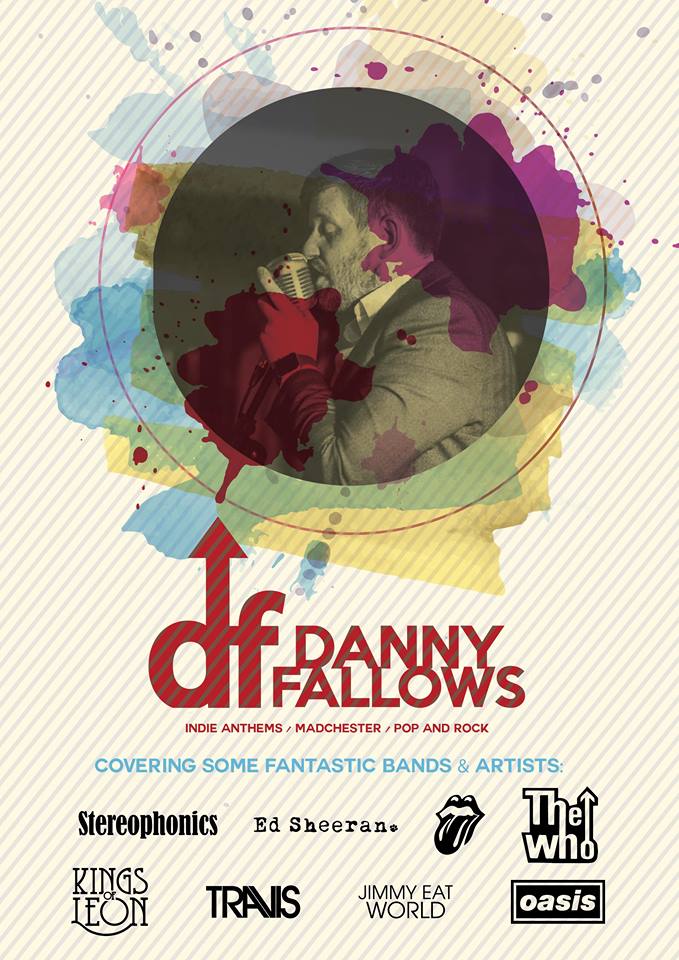 df DANNY
FALLOWS
INDIE ANTHEMS / MADCHESTER / POP AND ROCK
COVERING SOME FANTASTIC BANDS & ARTISTS:
Stereophonics Ed Sheeran The Who
KINGS OF LEON TRAVIS JIMMY EAT WORLD oasis